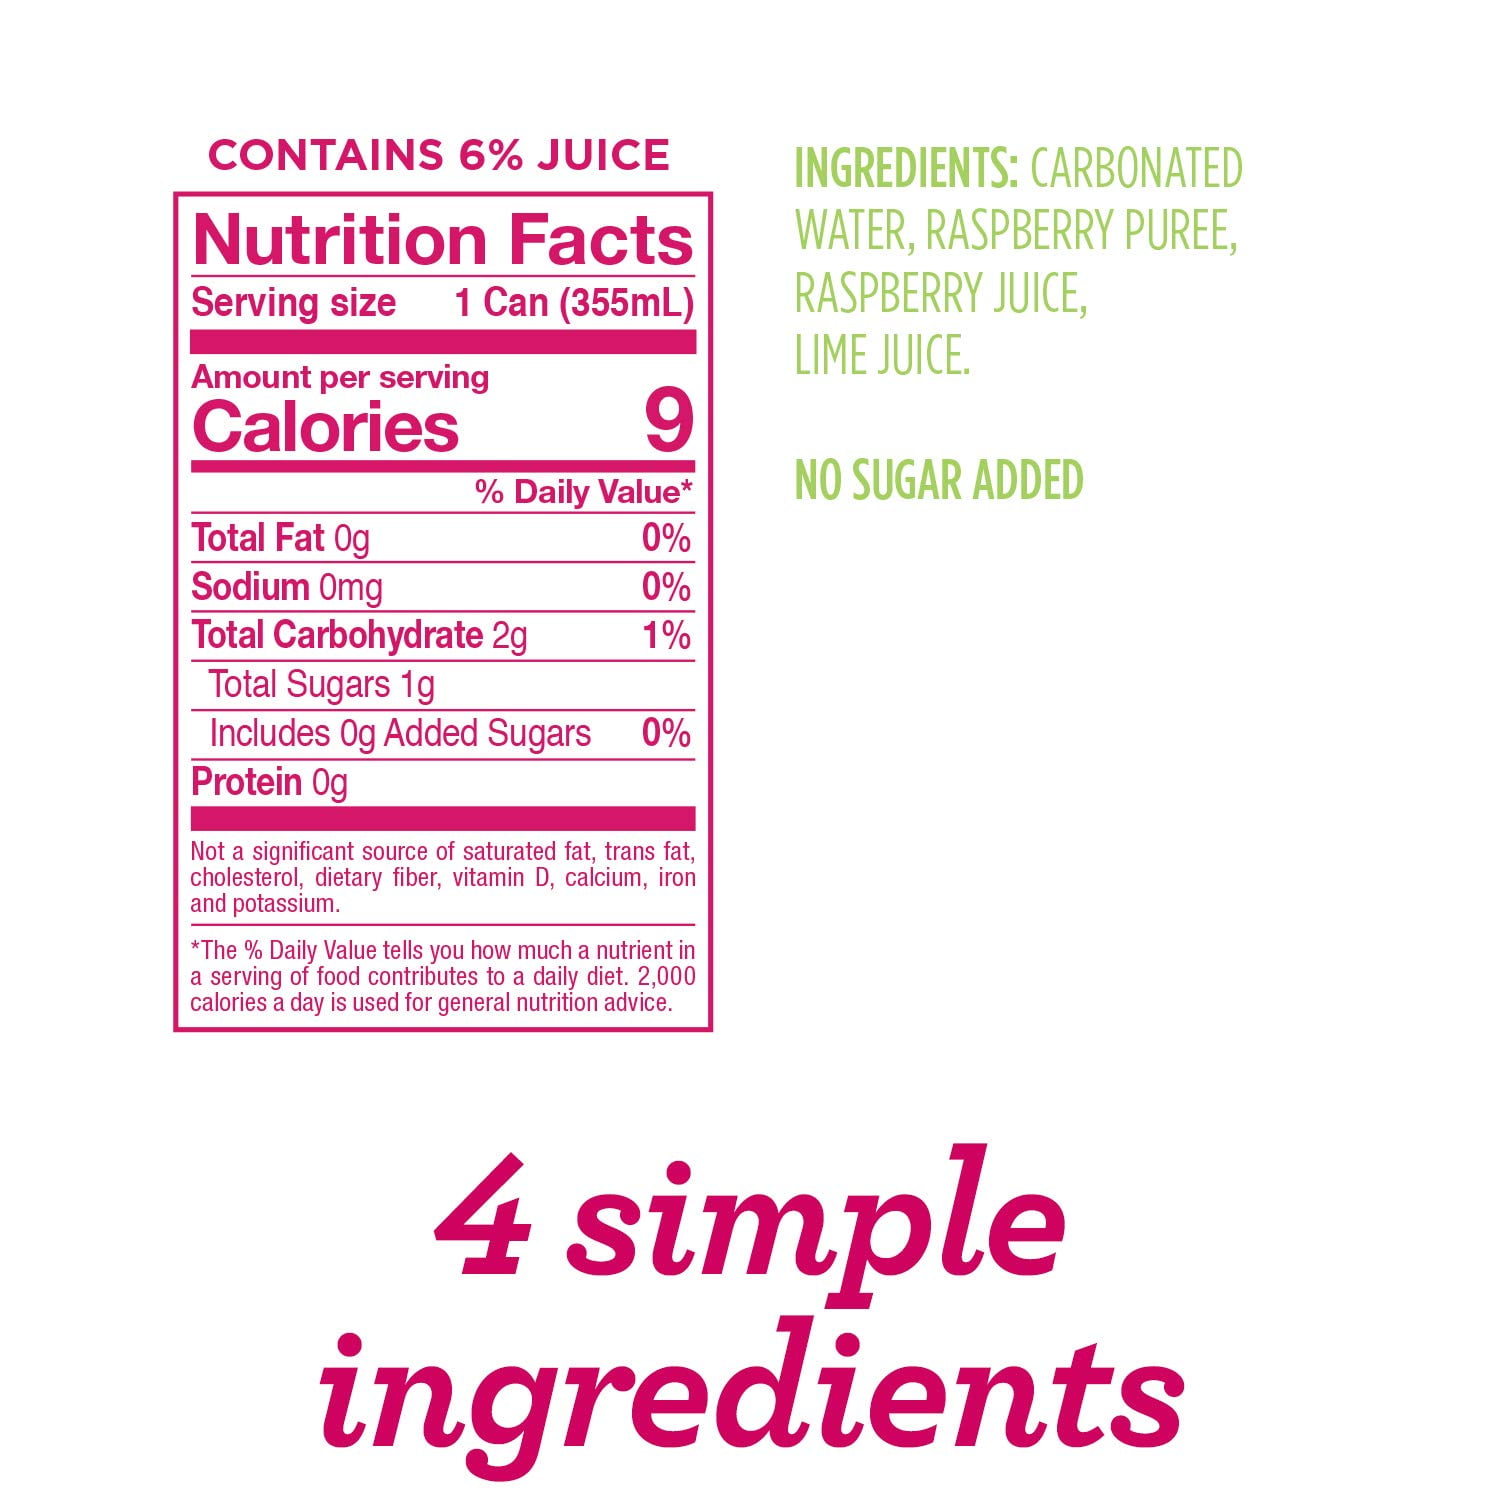 CONTAINS 6% JUICE
Nutrition Facts
Serving size 1 Can (355mL)
Amount per serving
Calories 9
% Daily Value*
Total Fat 0g 0%
Sodium 0mg 0%
Total Carbohydrate 2g 1%
Total Sugars 1g
Includes 0g Added Sugars 0%
Protein 0g
Not a significant source of saturated fat, trans fat,
cholesterol, dietary fiber, vitamin D, calcium, iron
and potassium.
*The % Daily Value tells you how much a nutrient in
a serving of food contributes to a daily diet. 2,000
calories a day is used for general nutrition advice.
INGREDIENTS: CARBONATED
WATER, RASPBERRY PUREE,
RASPBERRY JUICE,
LIME JUICE.
NO SUGAR ADDED
4 simple
ingredients